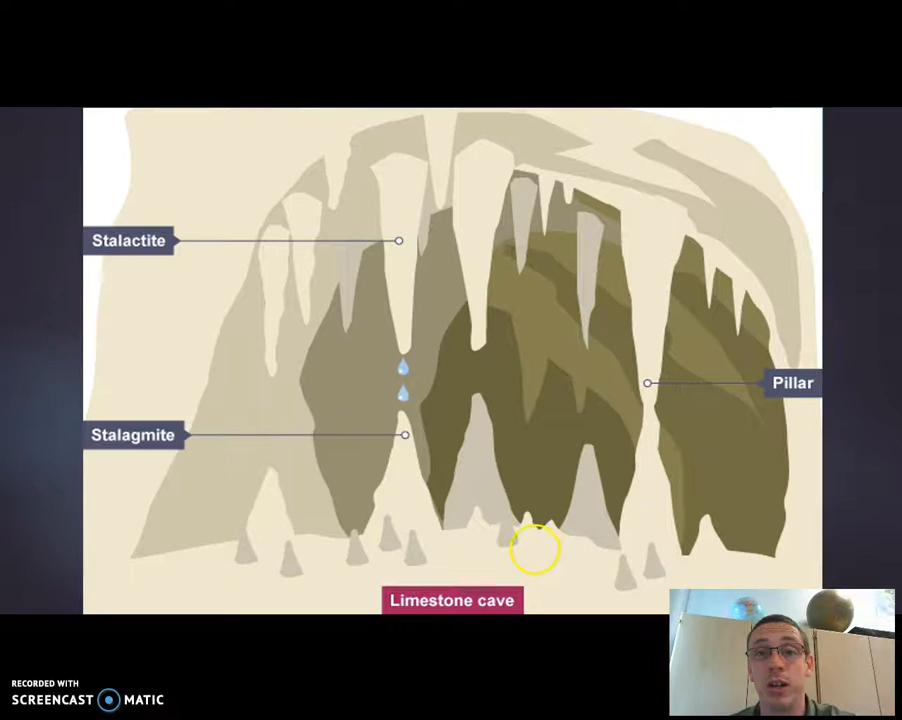 Stalactite
Pillar
Stalagmite
Limestone cave
RECORDED WITH
SCREENCAST MATIC